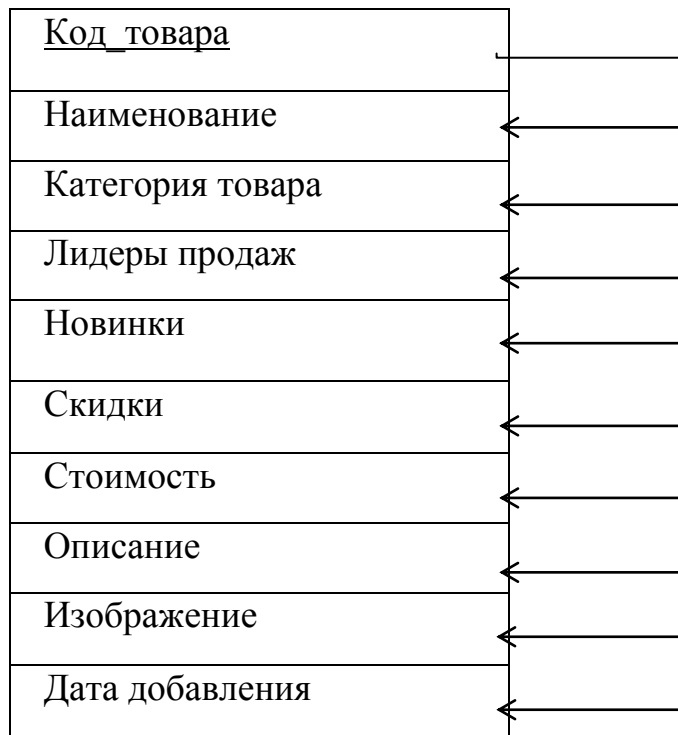 Код_товара
Наименование
Категория товара
Лидеры продаж
Новинки
Скидки
Стоимость
Описание
Изображение
Дата добавления